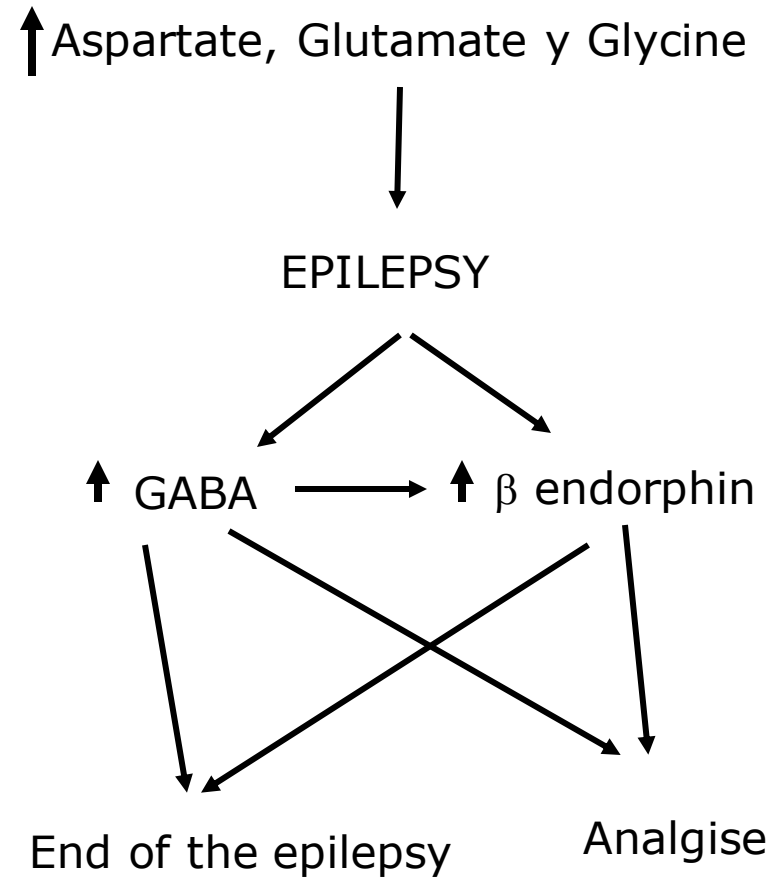 Aspartate, Glutamate y Glycine
EPILEPSY
GABA
β endorphin
End of the epilepsy
Analgise